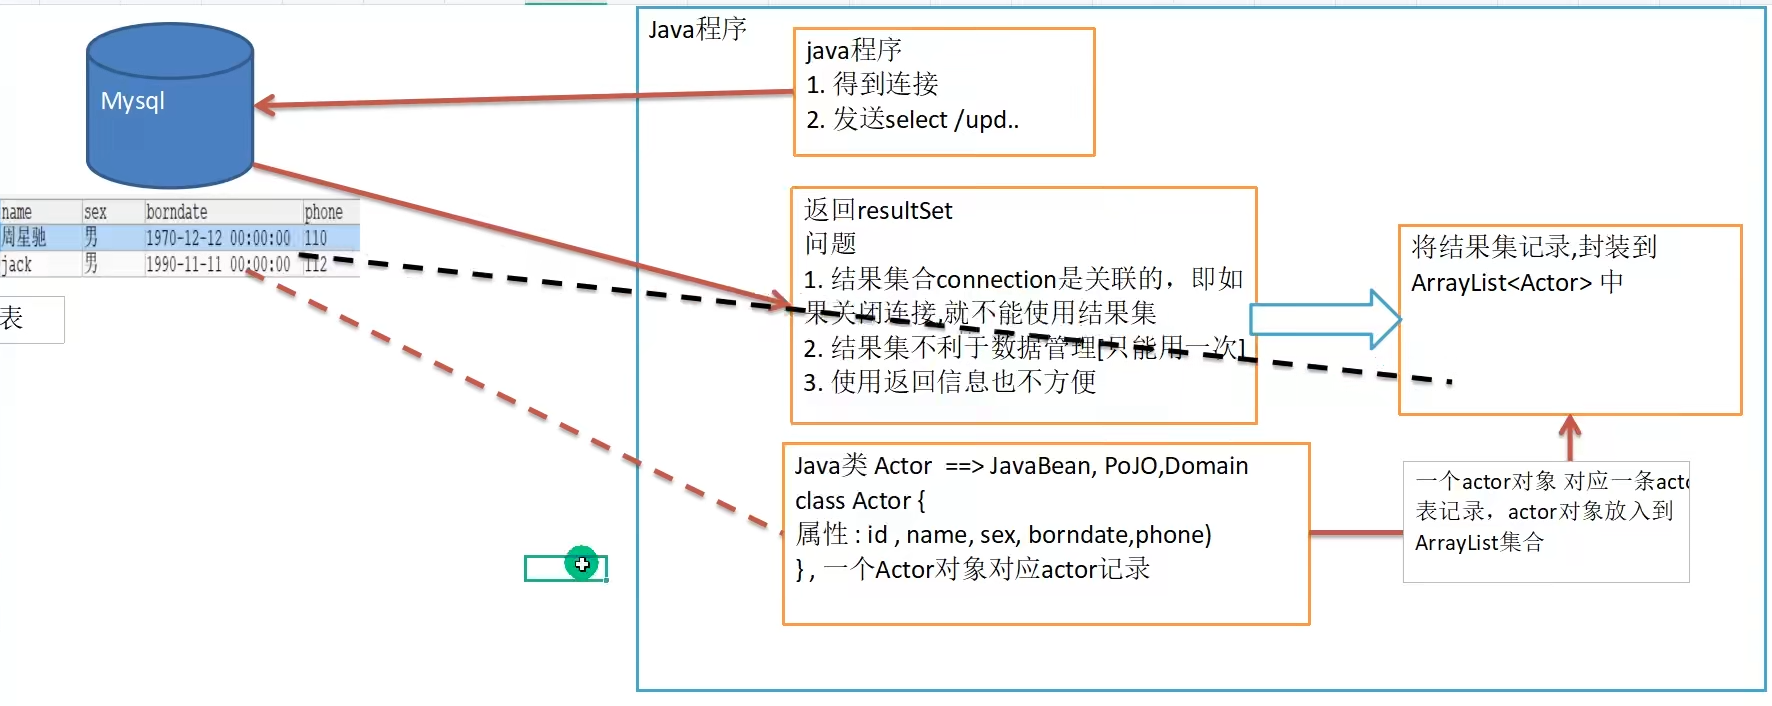 Mysql
name sex borndate phone
周星驰 男 1970-12-12 00:00:00 110
jack 男 1990-11-11 00:00:00 112
表
Java程序
java程序
1. 得到连接
2. 发送select /upd..
返回resultSet
问题
1. 结果集合connection是关联的，即如
果关闭连接,就不能使用结果集
2. 结果集不利于数据管理[只能用一次]
3. 使用返回信息也不方便
将结果集记录,封装到
ArrayList<Actor> 中
Java类 Actor ==> JavaBean, PoJO,Domain
class Actor {
属性 : id , name, sex, borndate,phone)
} , 一个Actor对象对应actor记录
一个actor对象 对应一条acto
表记录，actor对象放入到
ArrayList集合